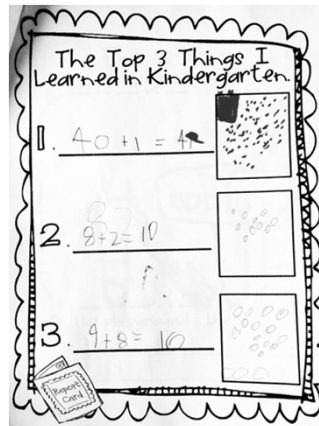 The Top 3 Things I
Learned in Kindergarten.
1. 40 + 1 = 41
2. 8+2=10
3. 9+8= 10
Report
Card